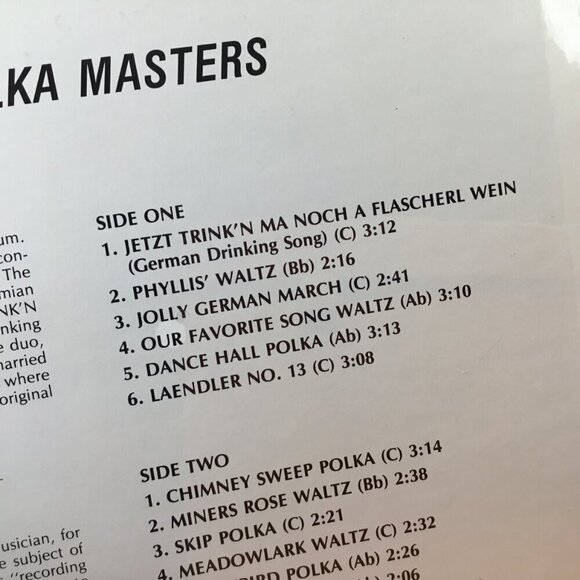 LKA MASTERS
um.
con-
The
mian
NK'N
nking
e duo,
married
where
original
SIDE ONE
1. JETZT TRINK'N MA NOCH A FLASCHERL WEIN
(German Drinking Song) (C) 3:12
2. PHYLLIS' WALTZ (Bb) 2:16
3. JOLLY GERMAN MARCH (C) 2:41
4. OUR FAVORITE SONG WALTZ (Ab) 3:10
5. DANCE HALL POLKA (Ab) 3:13
6. LAENDLER NO. 13 (C) 3:08
usician, for
e subject of
"recording
SIDE TWO
1. CHIMNEY SWEEP POLKA (C) 3:14
2. MINERS ROSE WALTZ (Bb) 2:38
3. SKIP POLKA (C) 2:21
4. MEADOWLARK WALTZ (C) 2:32
BIRD POLKA (Ab) 2:26
2:06